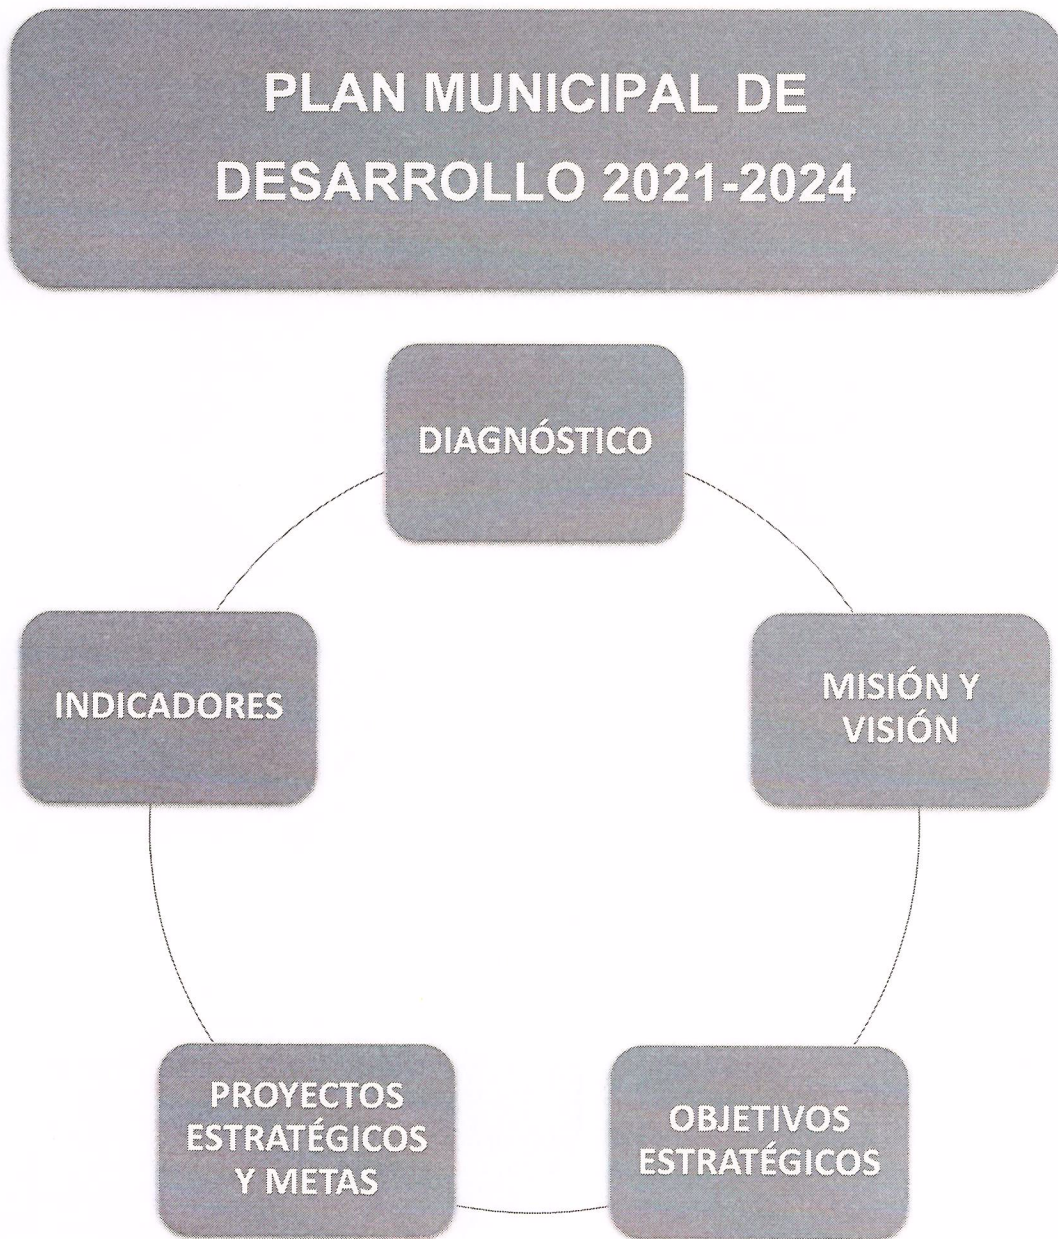 PLAN MUNICIPAL DE
DESARROLLO 2021-2024
DIAGNÓSTICO
MISIÓN Y
VISIÓN
OBJETIVOS
ESTRATÉGICOS
PROYECTOS
ESTRATÉGICOS
Y METAS
INDICADORES